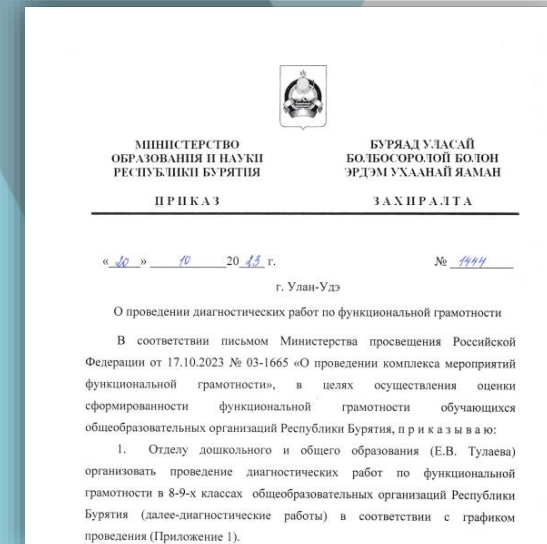 МИНИСТЕРСТВО
ОБРАЗОВАНИЯ И НАУКИ
РЕСПУБЛИКИ БУРЯТИЯ
ПРИКАЗ
БУРЯАД УЛАСАЙ
БОЛБОСОРОЛОЙ БОЛОН
ЭРДЭМ УХААНАЙ ЯАМАН
ЗАХИРАЛТА
« 20 » 10 20 23 г. № 1444
г. Улан-Удэ
О проведении диагностических работ по функциональной грамотности
В соответствии письмом Министерства просвещения Российской
Федерации от 17.10.2023 № 03-1665 «О проведении комплекса мероприятий
функциональной грамотности», в целях осуществления оценки
сформированности функциональной грамотности обучающихся
общеобразовательных организаций Республики Бурятия, п р и к а з ы в а ю:
1. Отделу дошкольного и общего образования (Е.В. Тулаева)
организовать проведение диагностических работ по функциональной
грамотности в 8-9-х классах общеобразовательных организаций Республики
Бурятия (далее-диагностические работы) в соответствии с графиком
проведения (Приложение 1).